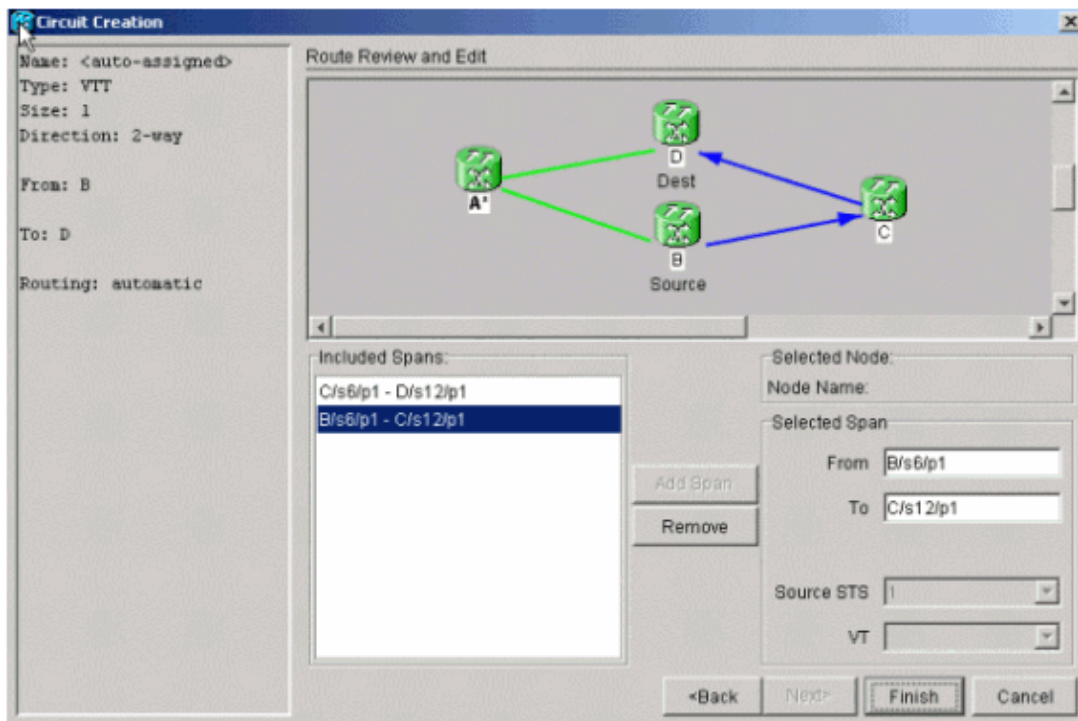 Circuit Creation
Name: <auto-assigned>
Type: VTT
Size: 1
Direction: 2-way
From: B
To: D
Routing: automatic
Route Review and Edit
D
Dest
A*
C
B
Source
Included Spans:
C/s6/p1 - D/s12/p1
B/s6/p1 - C/s12/p1
Add Span
Remove
Selected Node:
Node Name:
Selected Span
From B/s6/p1
To C/s12/p1
Source STS 1
VT
<Back Next> Finish Cancel